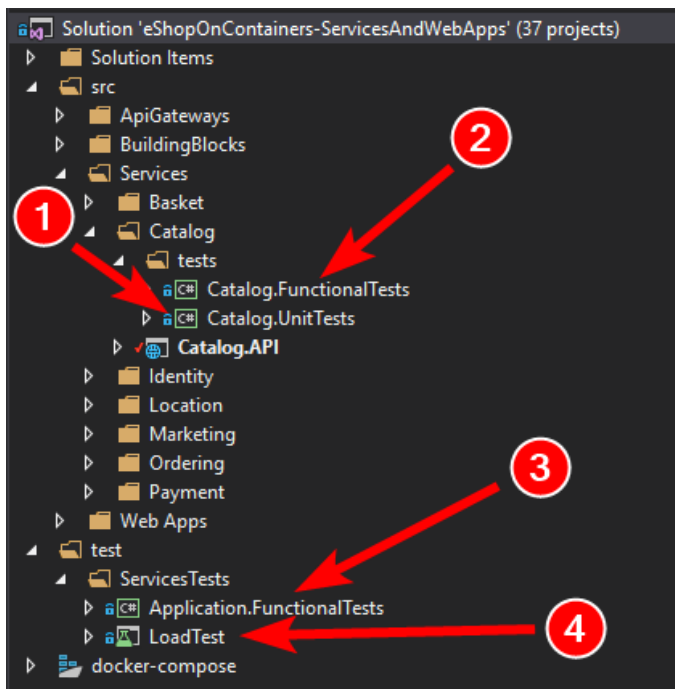 Solution 'eShopOnContainers-ServicesAndWebApps' (37 projects)
Solution Items
src
ApiGateways
BuildingBlocks
2
Services
1
Basket
Catalog
tests
C# Catalog.FunctionalTests
C# Catalog.UnitTests
Catalog.API
Identity
Location
Marketing
3
Ordering
Payment
Web Apps
test
ServicesTests
C# Application.FunctionalTests
4
LoadTest
docker-compose